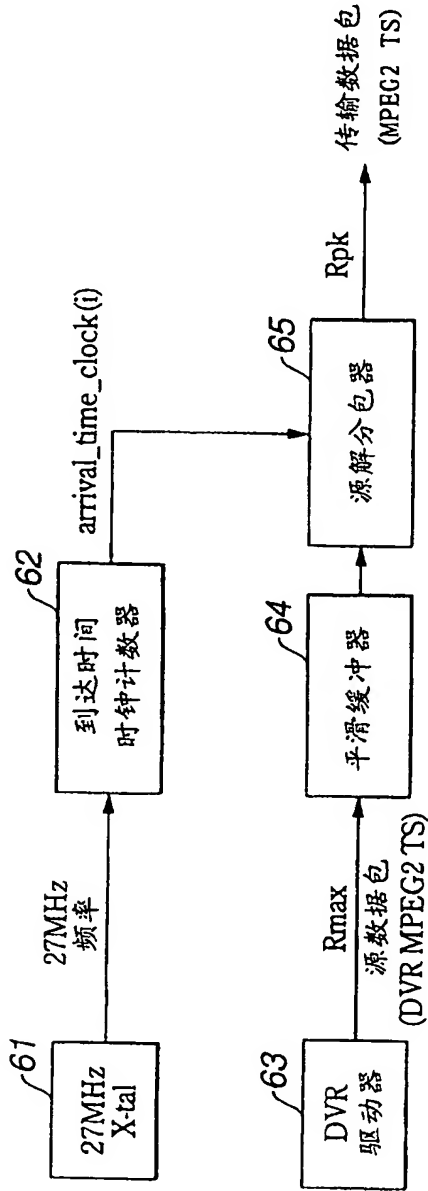 61
27MHz
X-tal
27MHz
频率
62
到达时间
时钟计数器
arrival_time_clock(i)
63
DVR
驱动器
Rmax
源数据包
(DVR MPEG2 TS)
64
平滑缓冲器
65
源解分包器
Rpk
传输数据包
(MPEG2 TS)